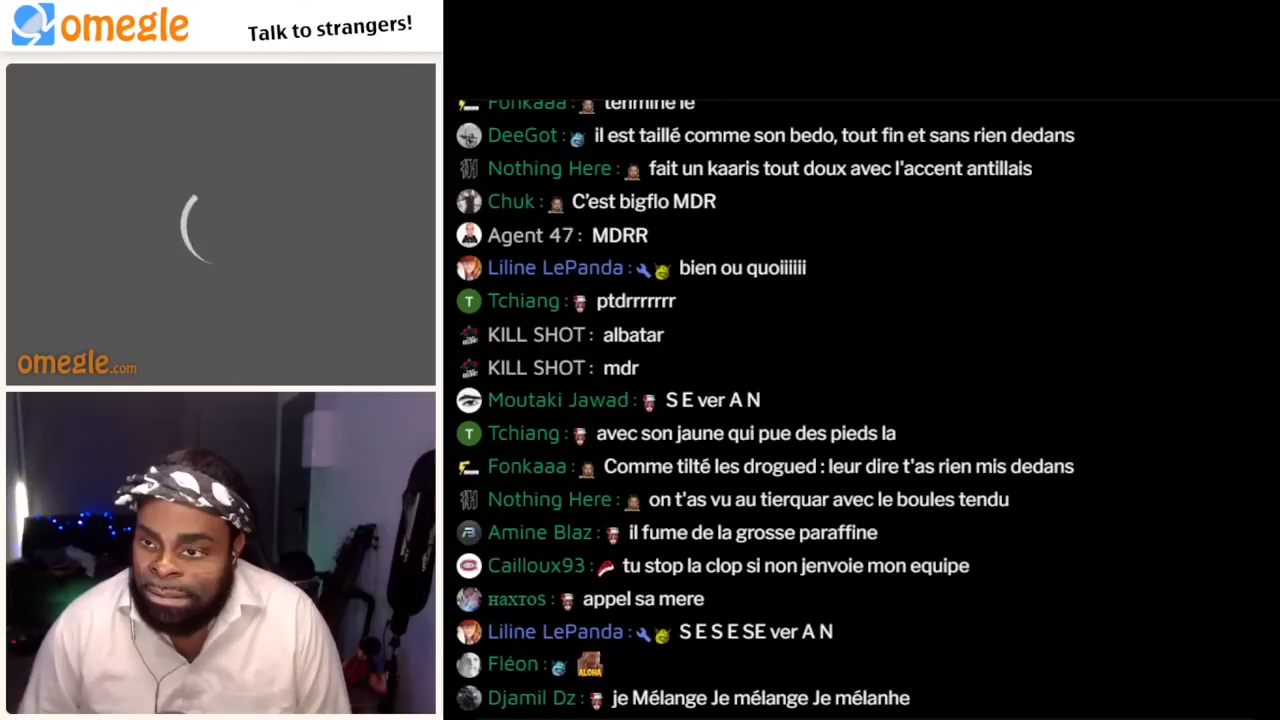 omegle
Talk to strangers!
omegle.com
Fonkaaa : tenmine le
DeeGot : il est taillé comme son bedo, tout fin et sans rien dedans
Nothing Here : fait un kaaris tout doux avec l'accent antillais
Chuk : C'est bigflo MDR
Agent 47 : MDRR
Liline LePanda : bien ou quoiiiiii
Tchiang : ptdrrrrrrr
KILL SHOT : albatar
KILL SHOT : mdr
Moutaki Jawad : S E ver A N
Tchiang : avec son jaune qui pue des pieds la
Fonkaaa : Comme tilté les drogued : leur dire t'as rien mis dedans
Nothing Here : on t'as vu au tierquar avec le boules tendu
Amine Blaz : il fume de la grosse paraffine
Cailloux93 : tu stop la clop si non jenvoie mon equipe
нaxтos : appel sa mere
Liline LePanda : S E S E SE ver A N
Fléon : ALOHA
Djamil Dz : je Mélange Je mélange Je mélanhe